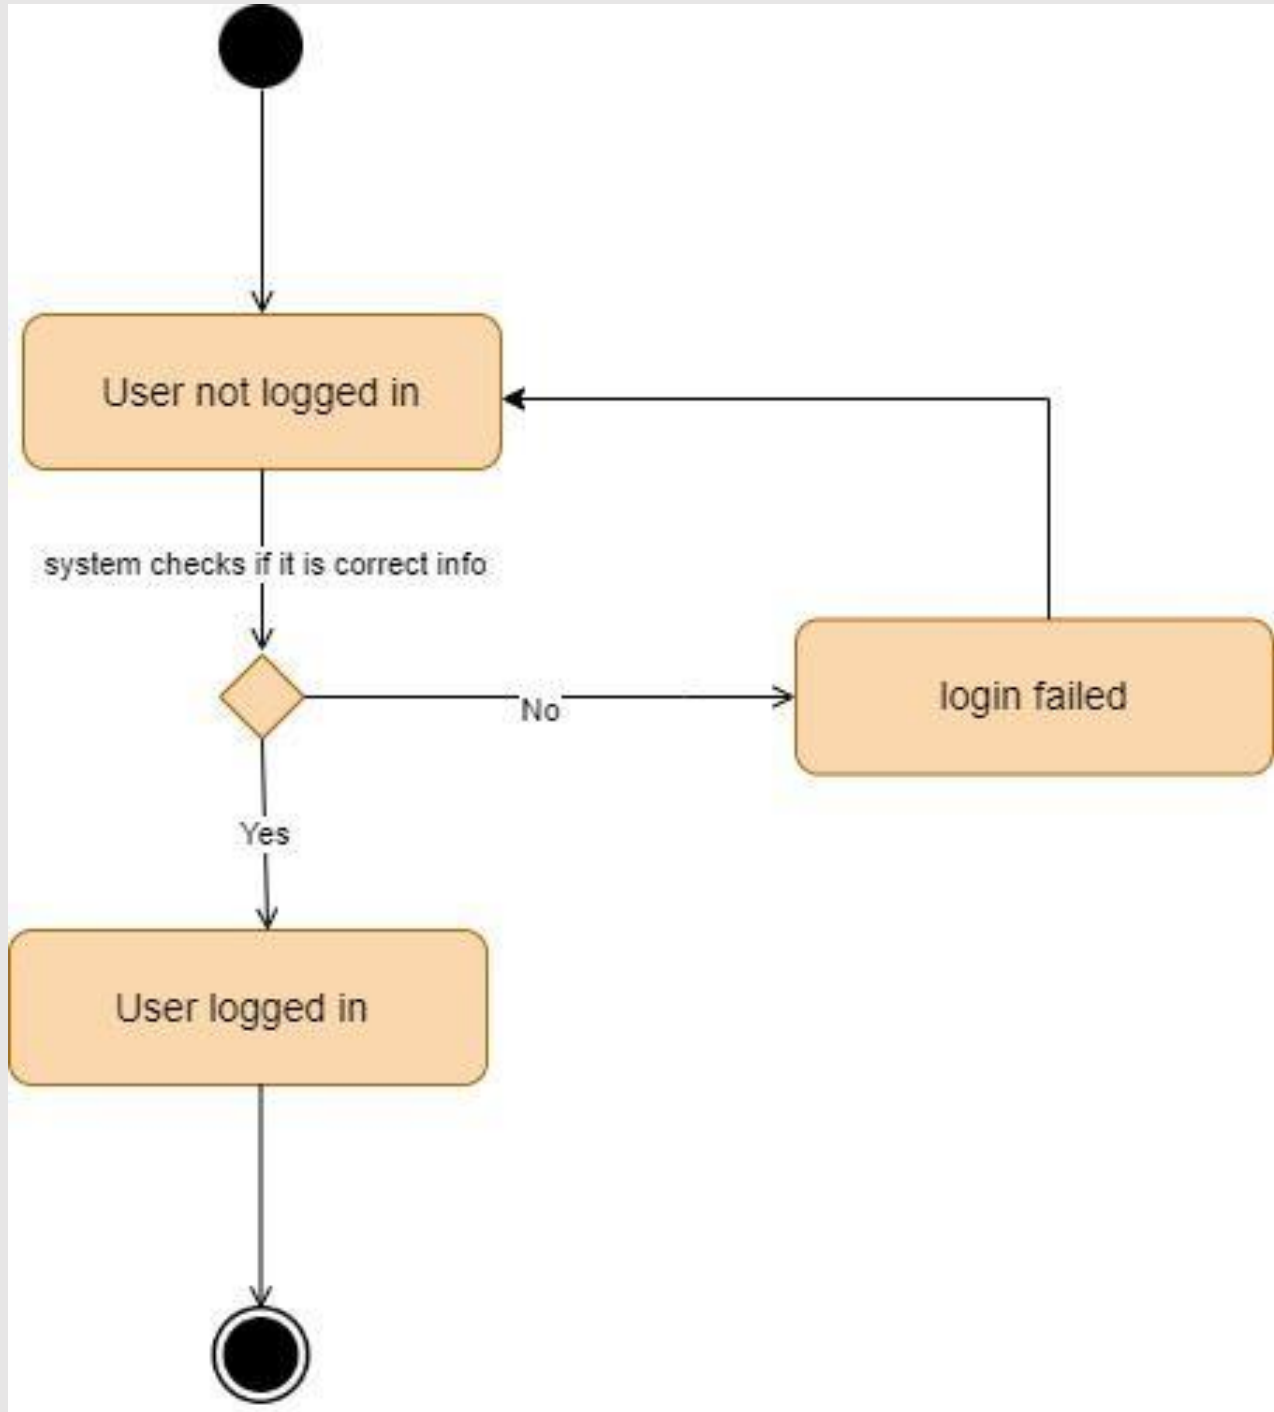 User not logged in
system checks if it is correct info
No
login failed
Yes
User logged in